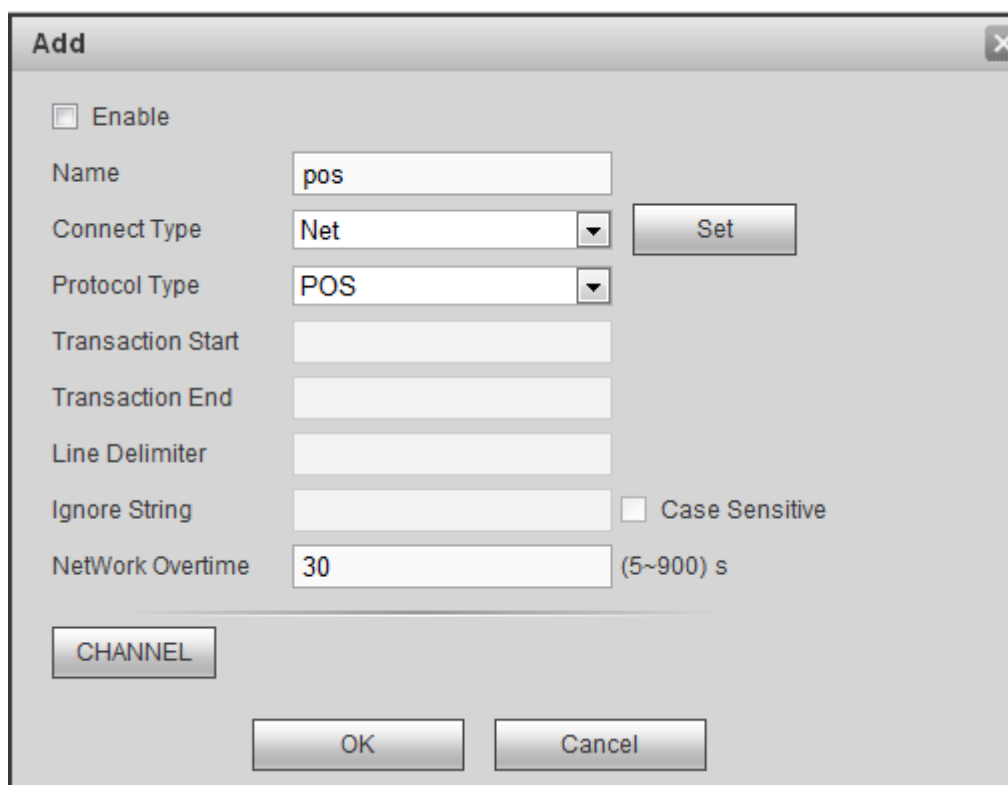 Add
Enable
Name pos
Connect Type Net Set
Protocol Type POS
Transaction Start
Transaction End
Line Delimiter
Ignore String Case Sensitive
NetWork Overtime 30 (5~900) s
CHANNEL
OK Cancel